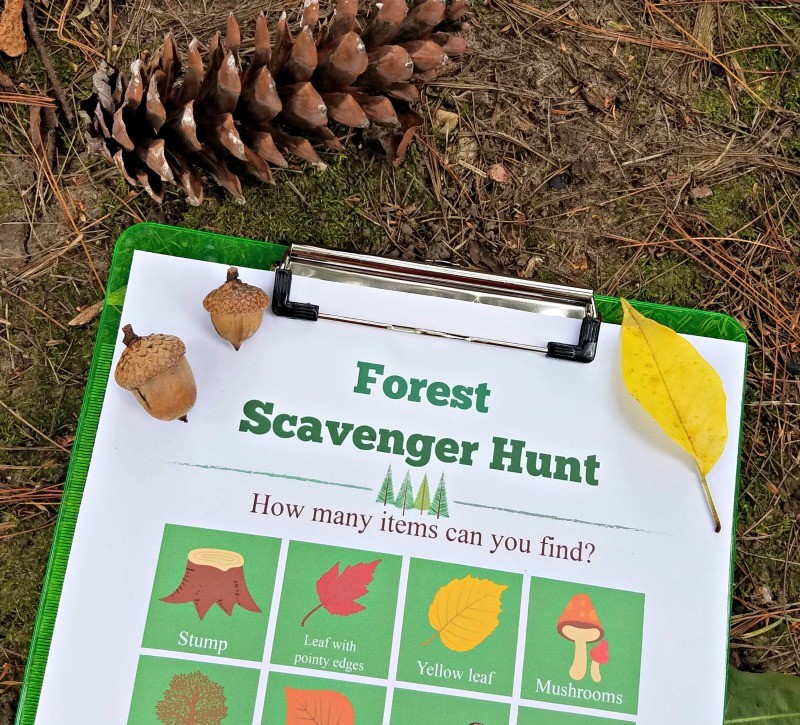 Forest
Scavenger Hunt
How many items can you find?
Stump
Leaf with
pointy edges
Yellow leaf
Mushrooms